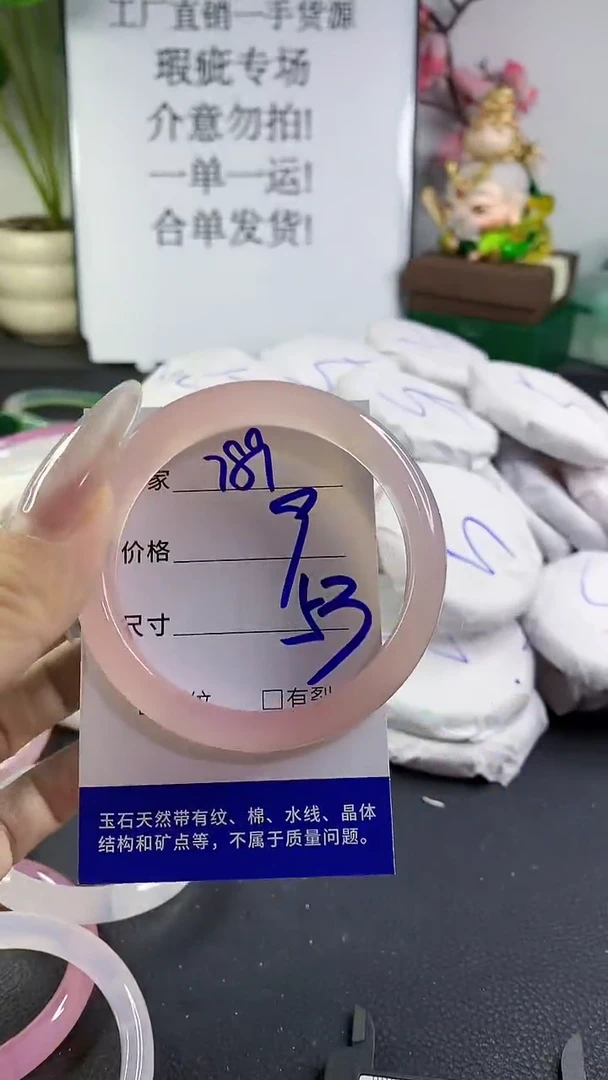 工厂直销一手货源
瑕疵专场
介意勿拍!
一单一运!
合单发货!
家 789
价格 9
尺寸 53
纹 □有裂
玉石天然带有纹、棉、水线、晶体
结构和矿点等，不属于质量问题。